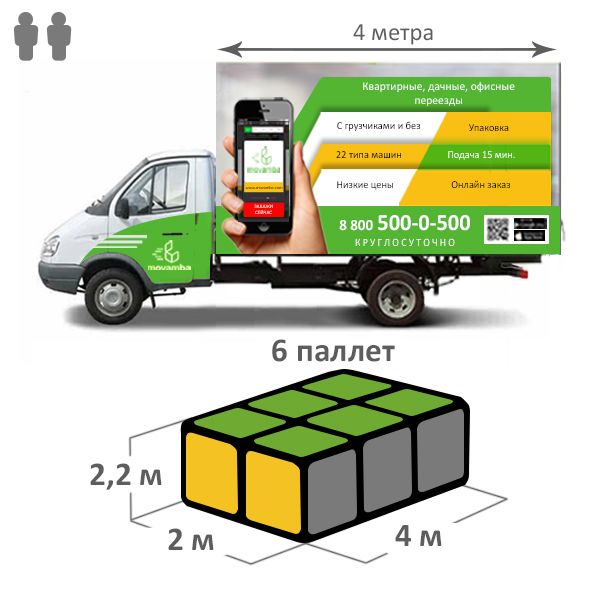 4 метра
Квартирные, дачные, офисные
переезды
С грузчиками и без
Упаковка
22 типа машин
Подача 15 мин.
Низкие цены
Онлайн заказ
8 800 500-0-500
КРУГЛОСУТОЧНО
movamba
ЗАКАЖИ
СЕЙЧАС
movamba
6 паллет
2,2 м
2 м
4 м